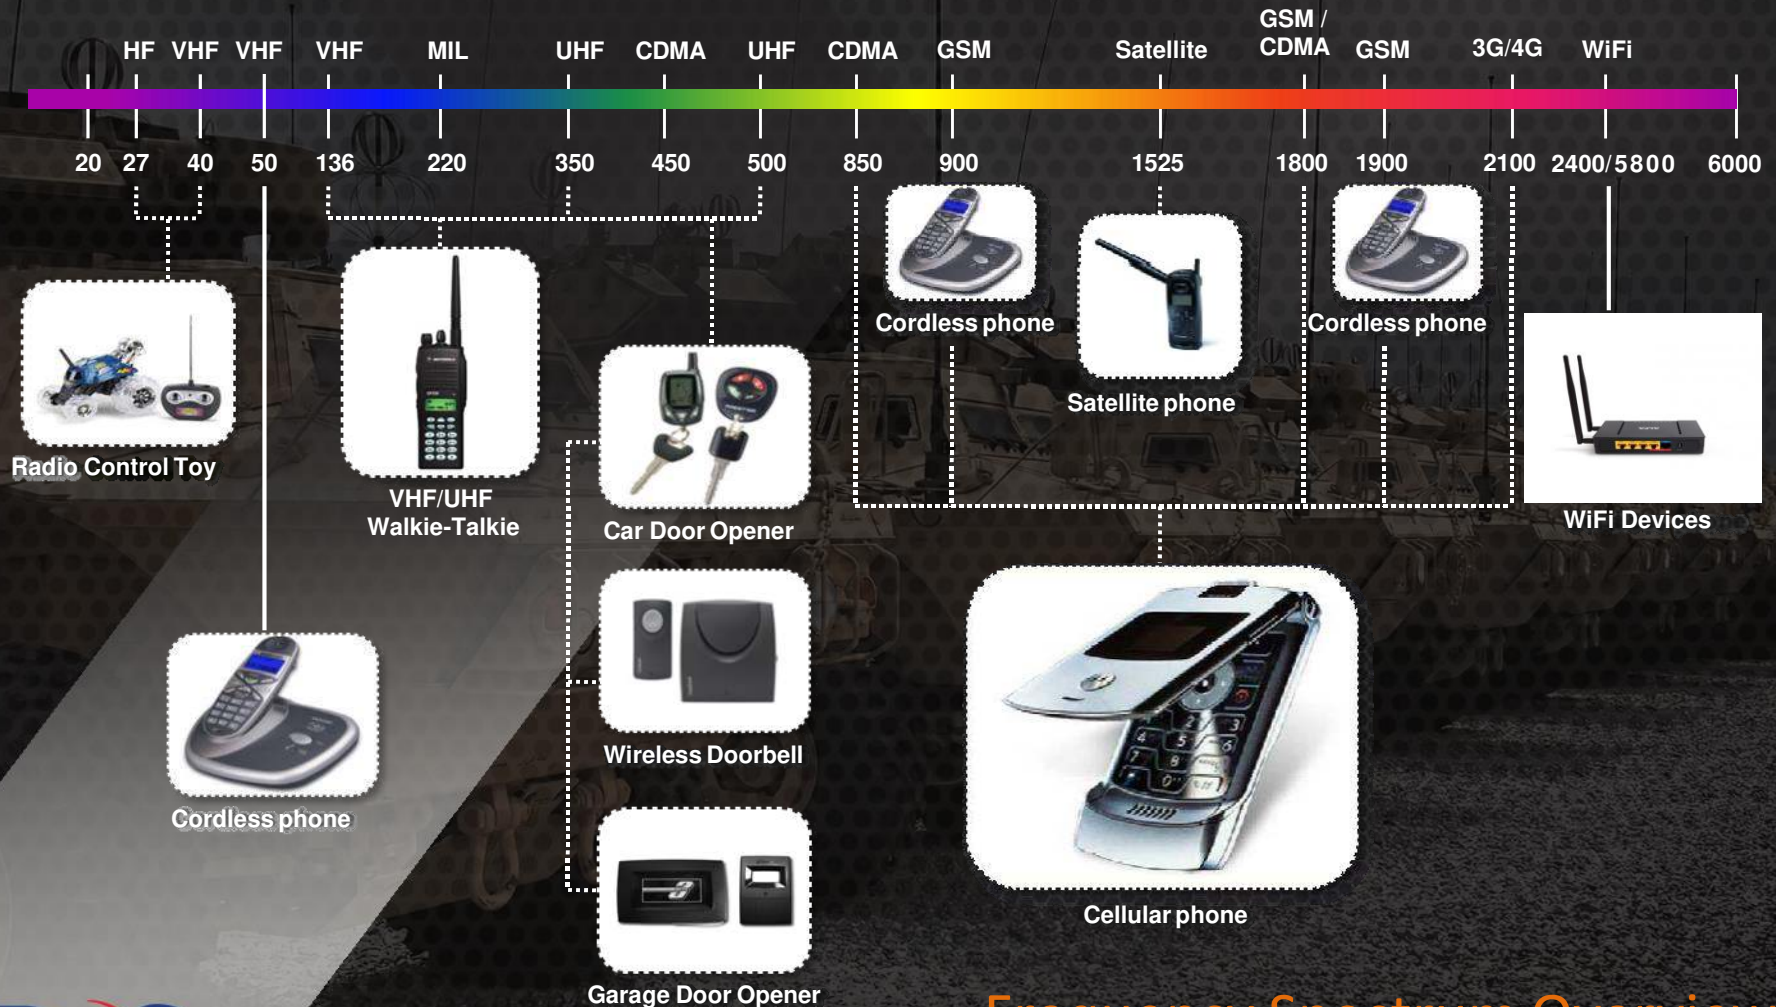 GSM /
HF VHF VHF VHF MIL UHF CDMA UHF CDMA GSM Satellite CDMA GSM 3G/4G WiFi
20 27 40 50 136 220 350 450 500 850 900 1525 1800 1900 2100 2400/5800 6000
Cordless phone
Cordless phone
Satellite phone
Radio Control Toy
VHF/UHF
Walkie-Talkie
Car Door Opener
WiFi Devices
Wireless Doorbell
Cordless phone
Cellular phone
Garage Door Opener
Frequency Spectrum Overview